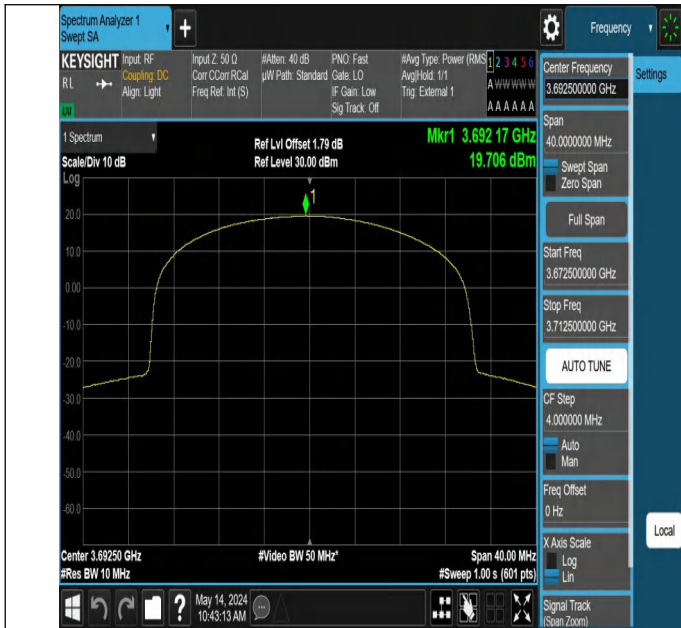 Spectrum Analyzer 1
Swept SA
+
Frequency
KEYSIGHT
RL
Input: RF
Coupling: DC
Align: Light
Input Z: 50 Ω
Corr CCorr RCal
Freq Ref: Int (S)
#Atten: 40 dB
µW Path: Standard
PNO: Fast
Gate: LO
IF Gain: Low
Sig Track: Off
#Avg Type: Power (RMS
Avg|Hold: 1/1
Trig: External 1
1 2 3 4 5 6
A W W W W W
A A A A A A
1 Spectrum
Scale/Div 10 dB
Log
Ref Lvl Offset 1.79 dB
Ref Level 30.00 dBm
Mkr1 3.692 17 GHz
19.706 dBm
1
20.0
10.0
0.00
-10.0
-20.0
-30.0
-40.0
-50.0
-60.0
Center 3.69250 GHz
#Res BW 10 MHz
#Video BW 50 MHz*
Span 40.00 MHz
#Sweep 1.00 s (601 pts)
?
May 14, 2024
10:43:13 AM
Center Frequency
3.692500000 GHz
Span
40.0000000 MHz
Swept Span
Zero Span
Full Span
Start Freq
3.672500000 GHz
Stop Freq
3.712500000 GHz
AUTO TUNE
CF Step
4.000000 MHz
Auto
Man
Freq Offset
0 Hz
X Axis Scale
Log
Lin
Signal Track
(Span Zoom)
Settings
Local